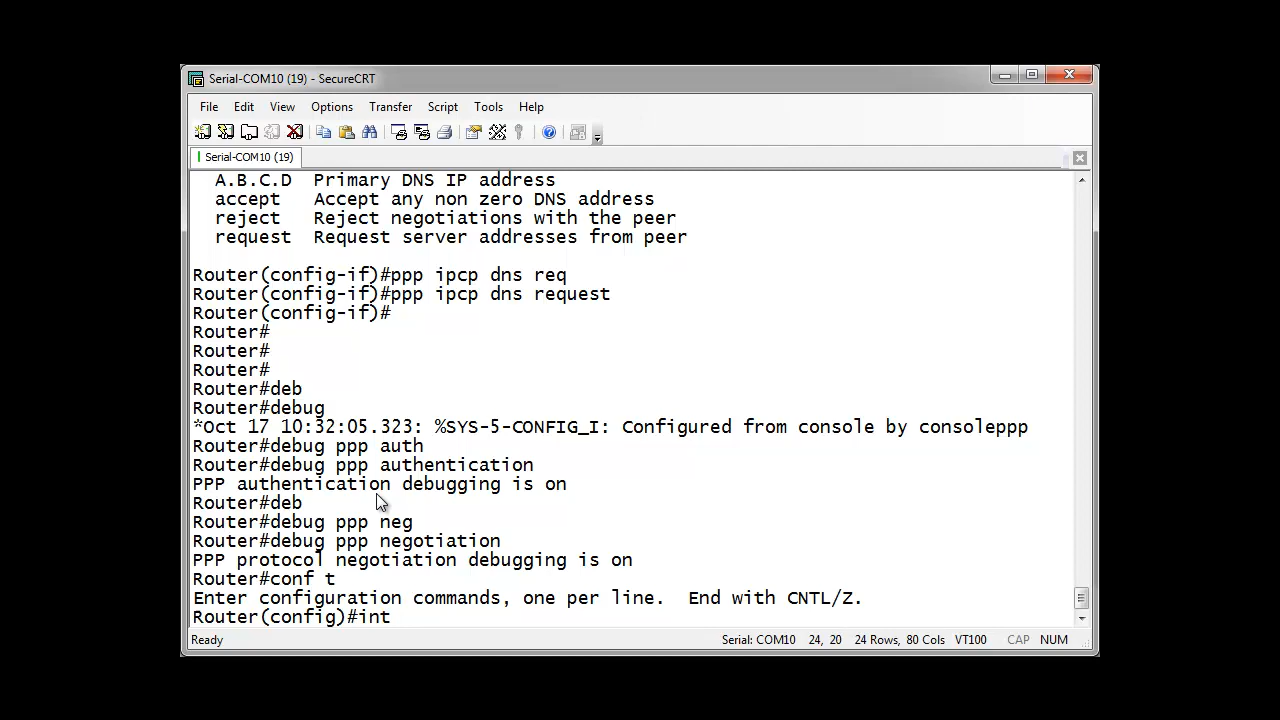 Serial-COM10 (19) - SecureCRT
File Edit View Options Transfer Script Tools Help
Serial-COM10 (19)
A.B.C.D  Primary DNS IP address
accept   Accept any non zero DNS address
reject   Reject negotiations with the peer
request  Request server addresses from peer
Router(config-if)#ppp ipcp dns req
Router(config-if)#ppp ipcp dns request
Router(config-if)#
Router#
Router#
Router#
Router#deb
Router#debug
*Oct 17 10:32:05.323: %SYS-5-CONFIG_I: Configured from console by consoleppp
Router#debug ppp auth
Router#debug ppp authentication
PPP authentication debugging is on
Router#deb
Router#debug ppp neg
Router#debug ppp negotiation
PPP protocol negotiation debugging is on
Router#conf t
Enter configuration commands, one per line.  End with CNTL/Z.
Router(config)#int
Ready Serial: COM10 24, 20 24 Rows, 80 Cols VT100 CAP NUM